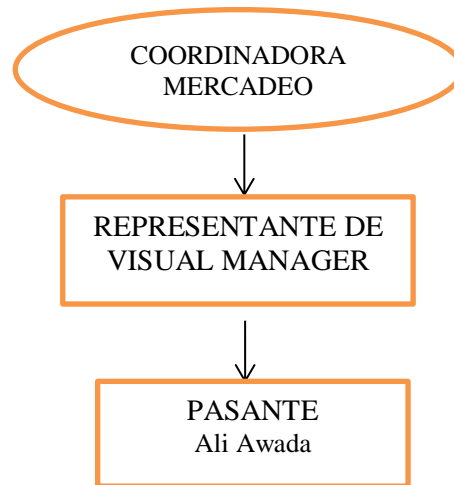 COORDINADORA
MERCADEO
REPRESENTANTE DE
VISUAL MANAGER
PASANTE
Ali Awada